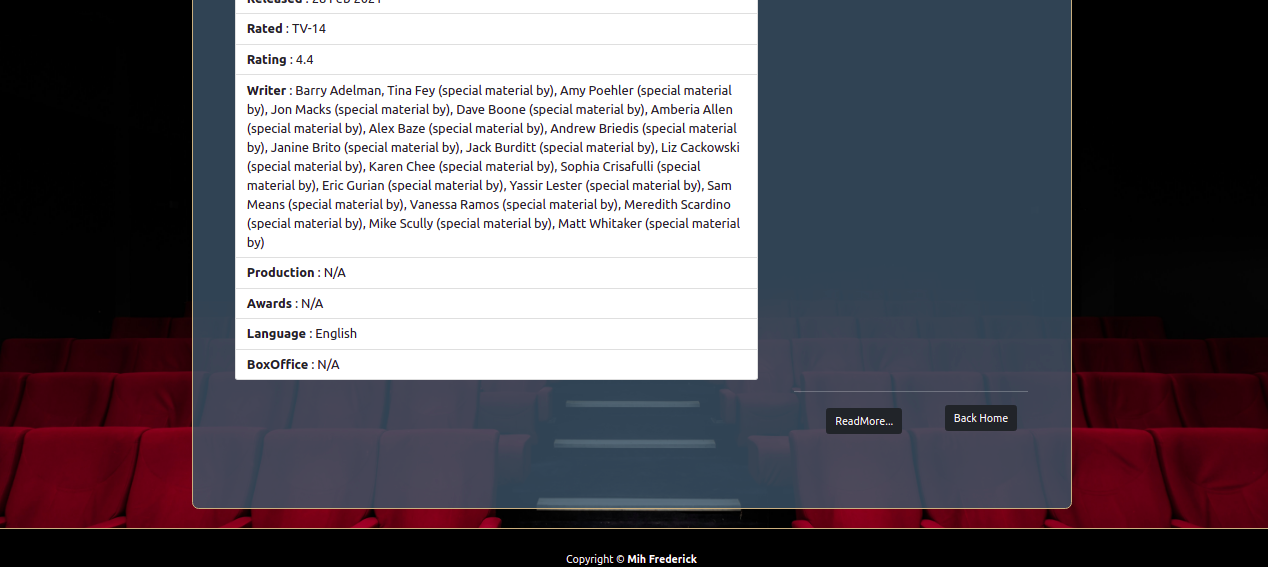 Released : 28 Feb 2021
Rated : TV-14
Rating : 4.4
Writer : Barry Adelman, Tina Fey (special material by), Amy Poehler (special material
by), Jon Macks (special material by), Dave Boone (special material by), Amberia Allen
(special material by), Alex Baze (special material by), Andrew Briedis (special material
by), Janine Brito (special material by), Jack Burditt (special material by), Liz Cackowski
(special material by), Karen Chee (special material by), Sophia Crisafulli (special
material by), Eric Gurian (special material by), Yassir Lester (special material by), Sam
Means (special material by), Vanessa Ramos (special material by), Meredith Scardino
(special material by), Mike Scully (special material by), Matt Whitaker (special material
by)
Production : N/A
Awards : N/A
Language : English
BoxOffice : N/A
ReadMore...
Back Home
Copyright © Mih Frederick